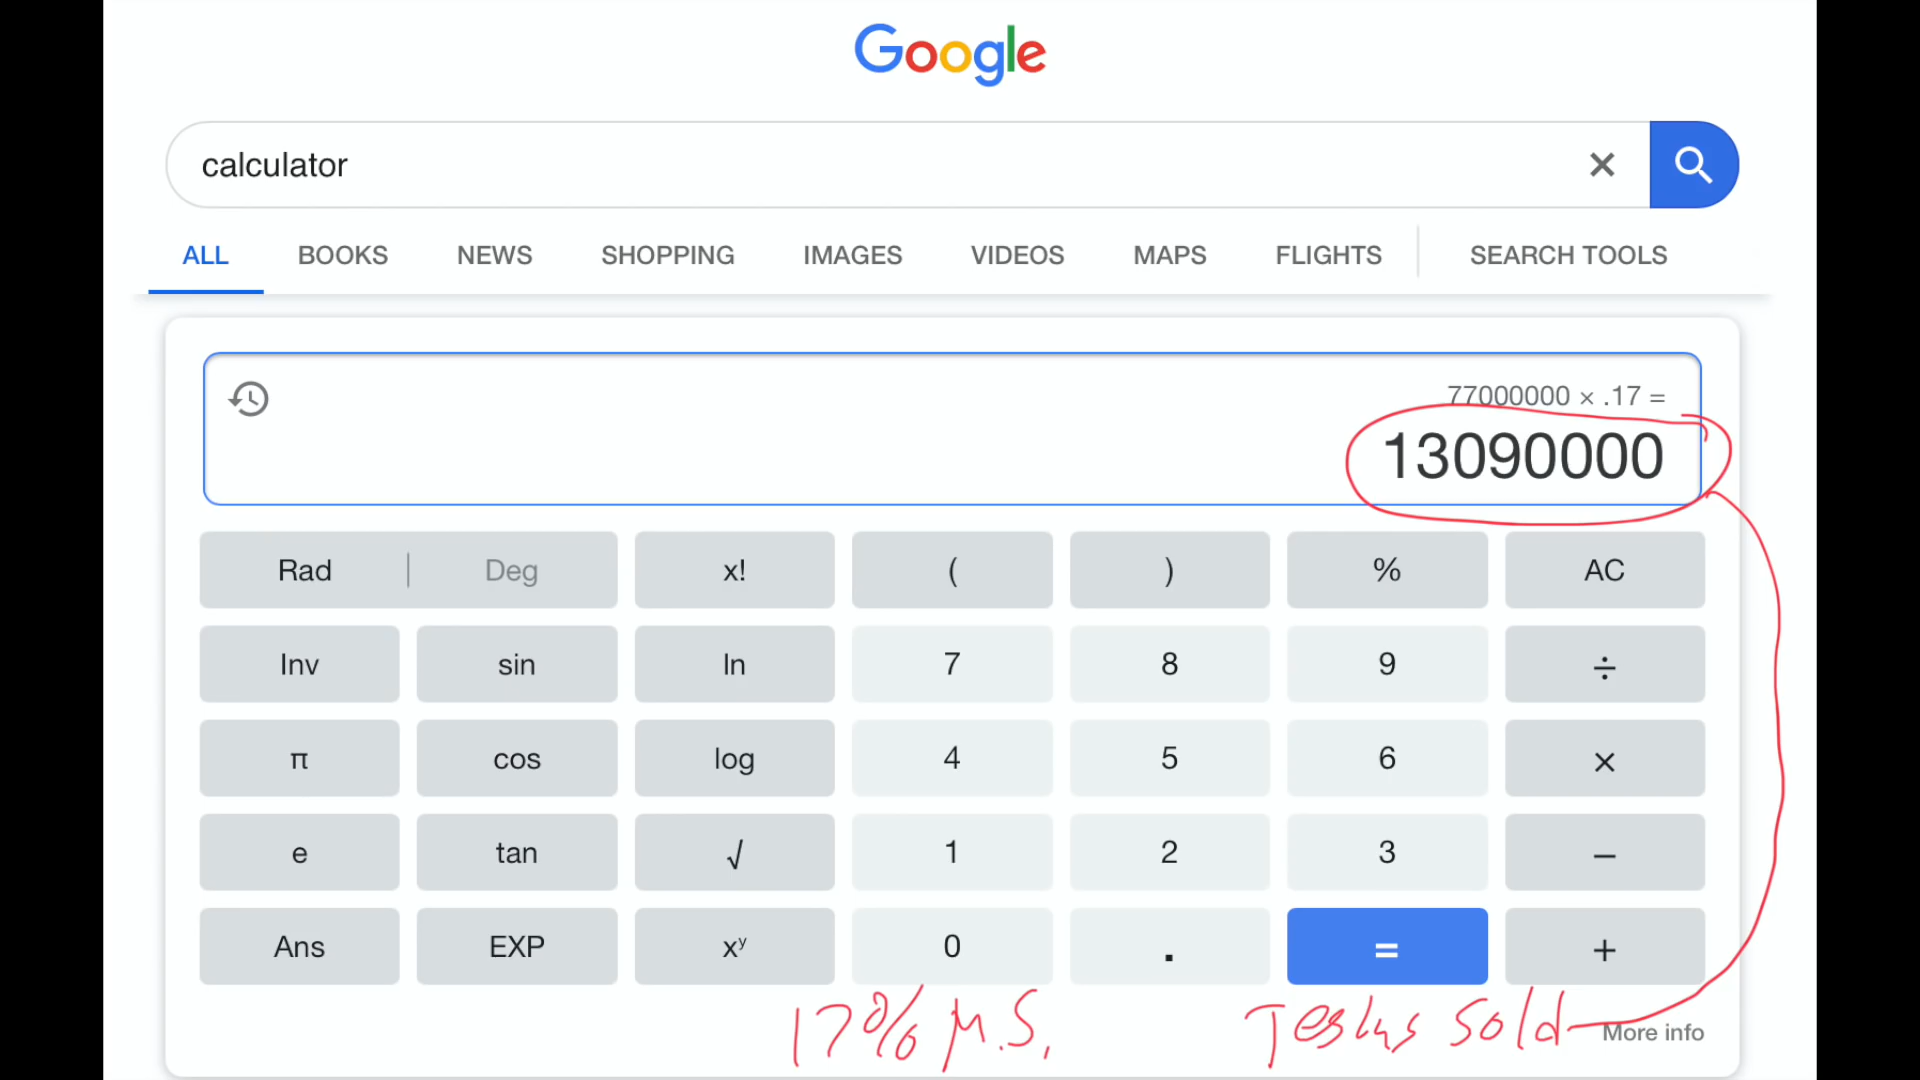 Google
calculator
ALL BOOKS NEWS SHOPPING IMAGES VIDEOS MAPS FLIGHTS SEARCH TOOLS
77000000 × .17 =
13090000
Rad Deg x! ( ) % AC
Inv sin ln 7 8 9 ÷
π cos log 4 5 6 ×
e tan √ 1 2 3 −
Ans EXP xʸ 0 . = +
17% M.S. Teslas sold
More info